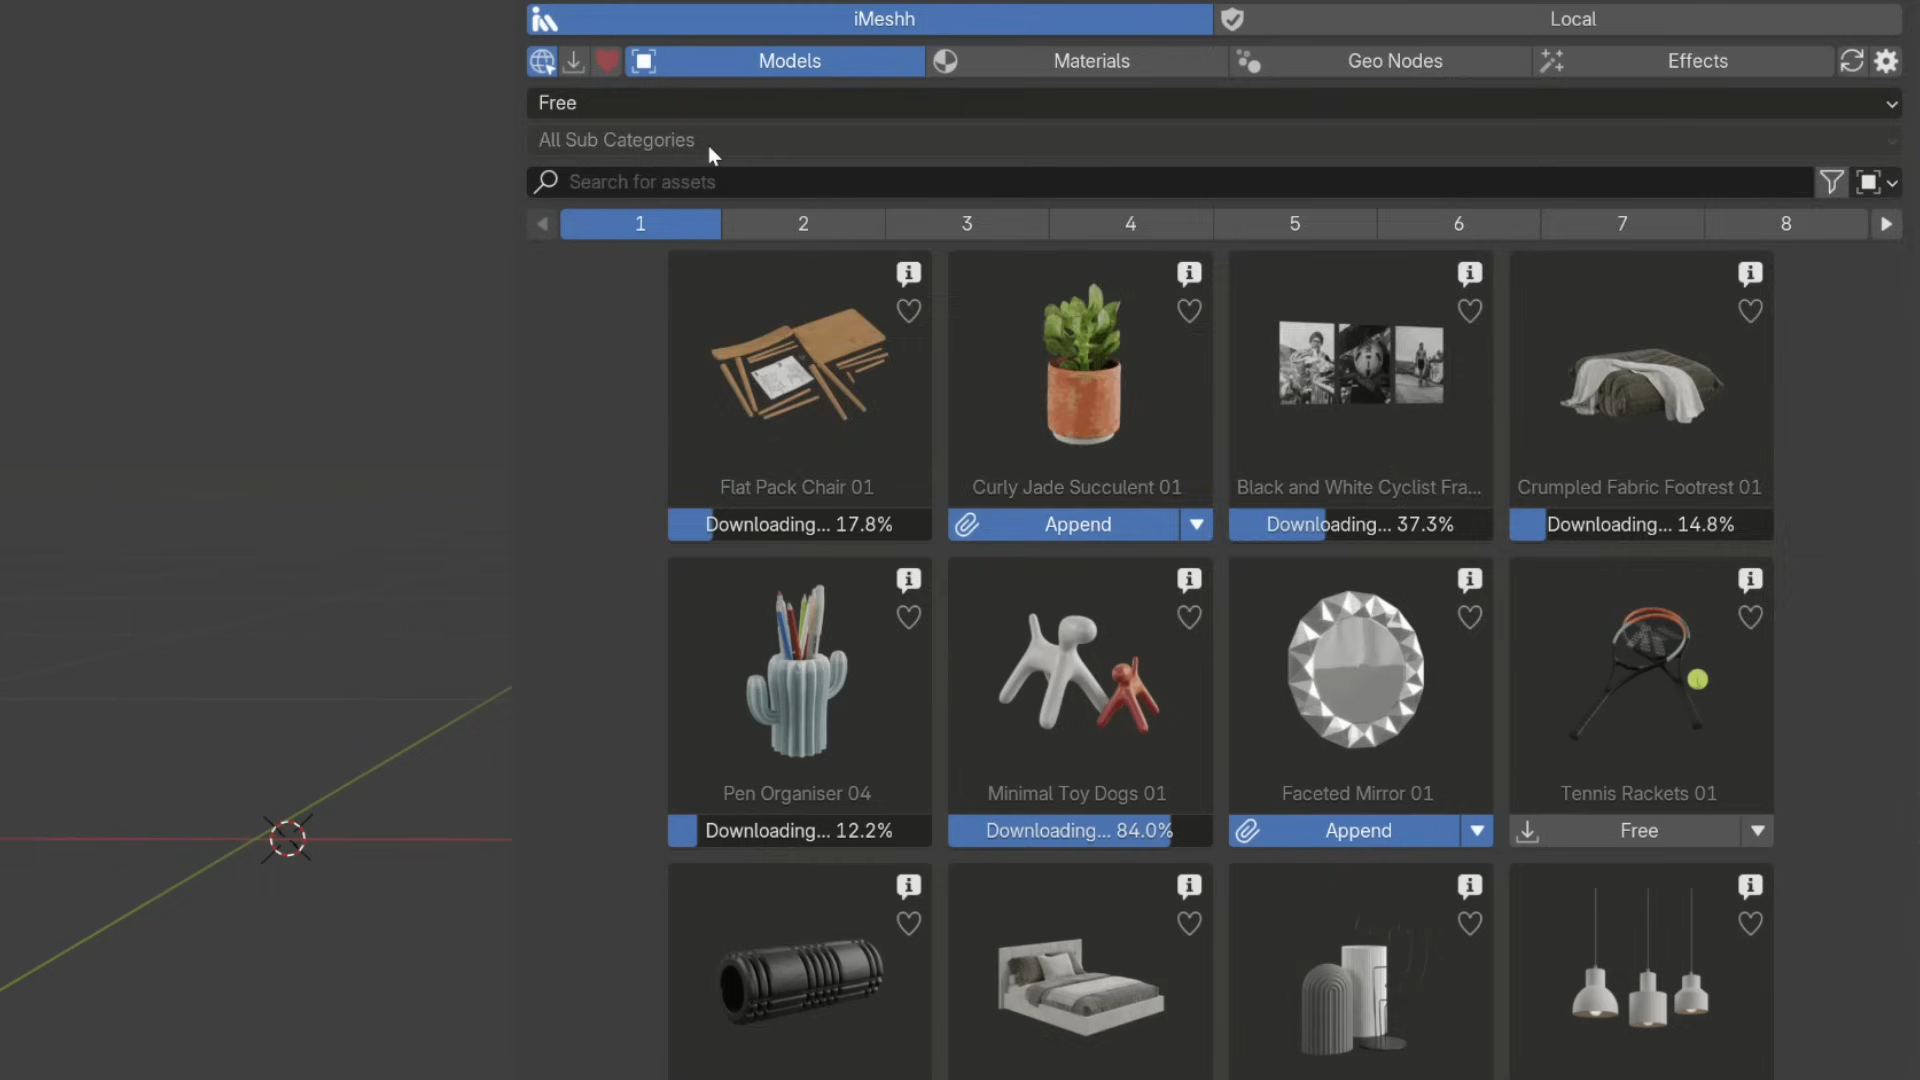 iMeshh
Local
Models
Materials
Geo Nodes
Effects
Free
All Sub Categories
Search for assets
1 2 3 4 5 6 7 8
Flat Pack Chair 01
Curly Jade Succulent 01
Black and White Cyclist Fra...
Crumpled Fabric Footrest 01
Downloading... 17.8%
Append
Downloading... 37.3%
Downloading... 14.8%
Pen Organiser 04
Minimal Toy Dogs 01
Faceted Mirror 01
Tennis Rackets 01
Downloading... 12.2%
Downloading... 84.0%
Append
Free